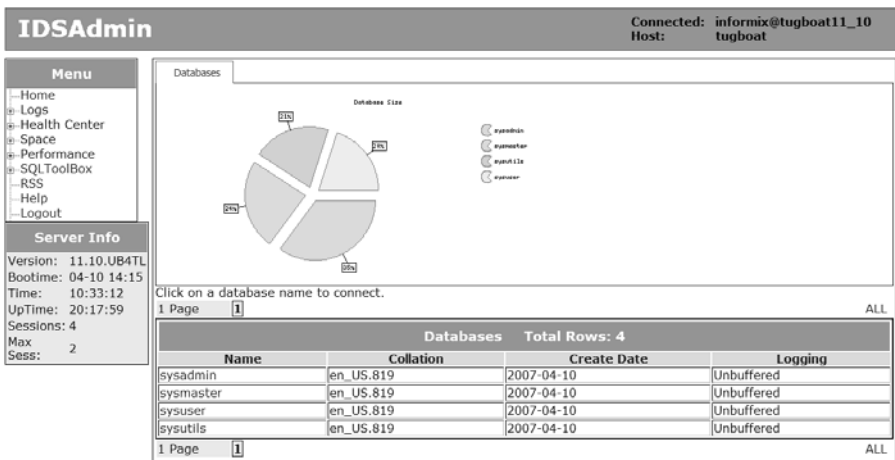 IDSAdmin
Connected: informix@tugboat11_10
Host: tugboat
Menu
Home
Logs
Health Center
Space
Performance
SQLToolBox
RSS
Help
Logout
Server Info
Version: 11.10.UB4TL
Bootime: 04-10 14:15
Time: 10:33:12
UpTime: 20:17:59
Sessions: 4
Max Sess: 2
Databases
Database Size
21%
24%
sysadmin
sysmaster
sysutils
sysuser
Click on a database name to connect.
1 Page 1 ALL
Databases Total Rows: 4
Name Collation Create Date Logging
sysadmin en_US.819 2007-04-10 Unbuffered
sysmaster en_US.819 2007-04-10 Unbuffered
sysuser en_US.819 2007-04-10 Unbuffered
sysutils en_US.819 2007-04-10 Unbuffered
1 Page 1 ALL